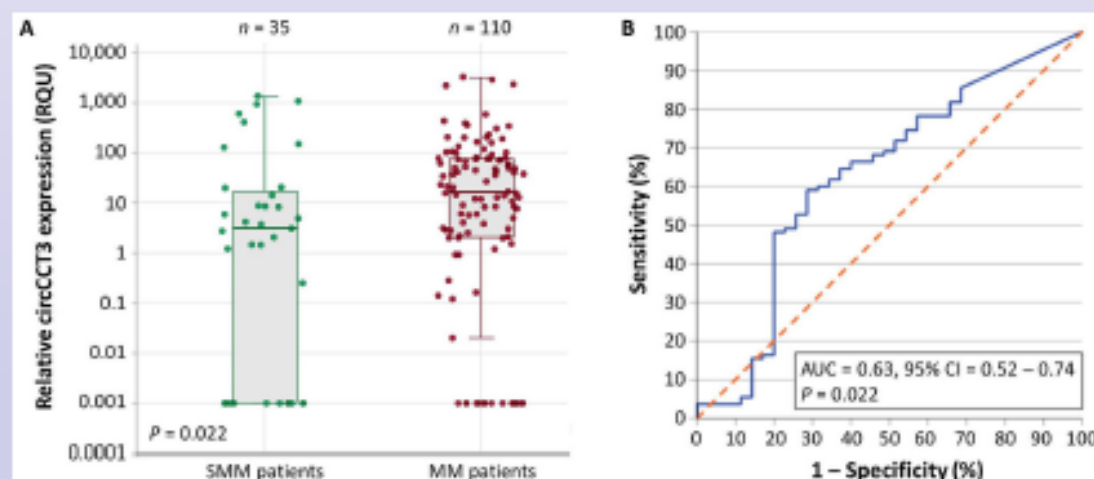 A
n = 35
n = 110
Relative circCCT3 expression (RQU)
10,000
1,000
100
10
1
0.1
0.01
0.001
0.0001
P = 0.022
SMM patients
MM patients
B
Sensitivity (%)
100
90
80
70
60
50
40
30
20
10
0
AUC = 0.63, 95% CI = 0.52 – 0.74
P = 0.022
0 10 20 30 40 50 60 70 80 90 100
1 – Specificity (%)